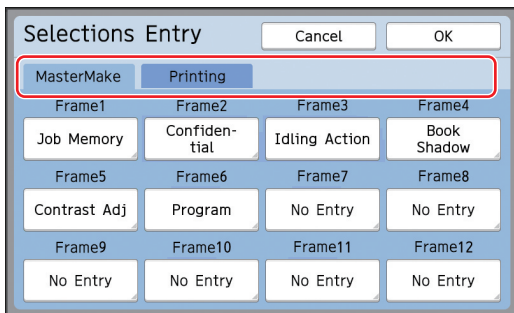 Selections Entry Cancel OK
MasterMake Printing
Frame1 Frame2 Frame3 Frame4
Job Memory Confiden-
tial Idling Action Book
Shadow
Frame5 Frame6 Frame7 Frame8
Contrast Adj Program No Entry No Entry
Frame9 Frame10 Frame11 Frame12
No Entry No Entry No Entry No Entry